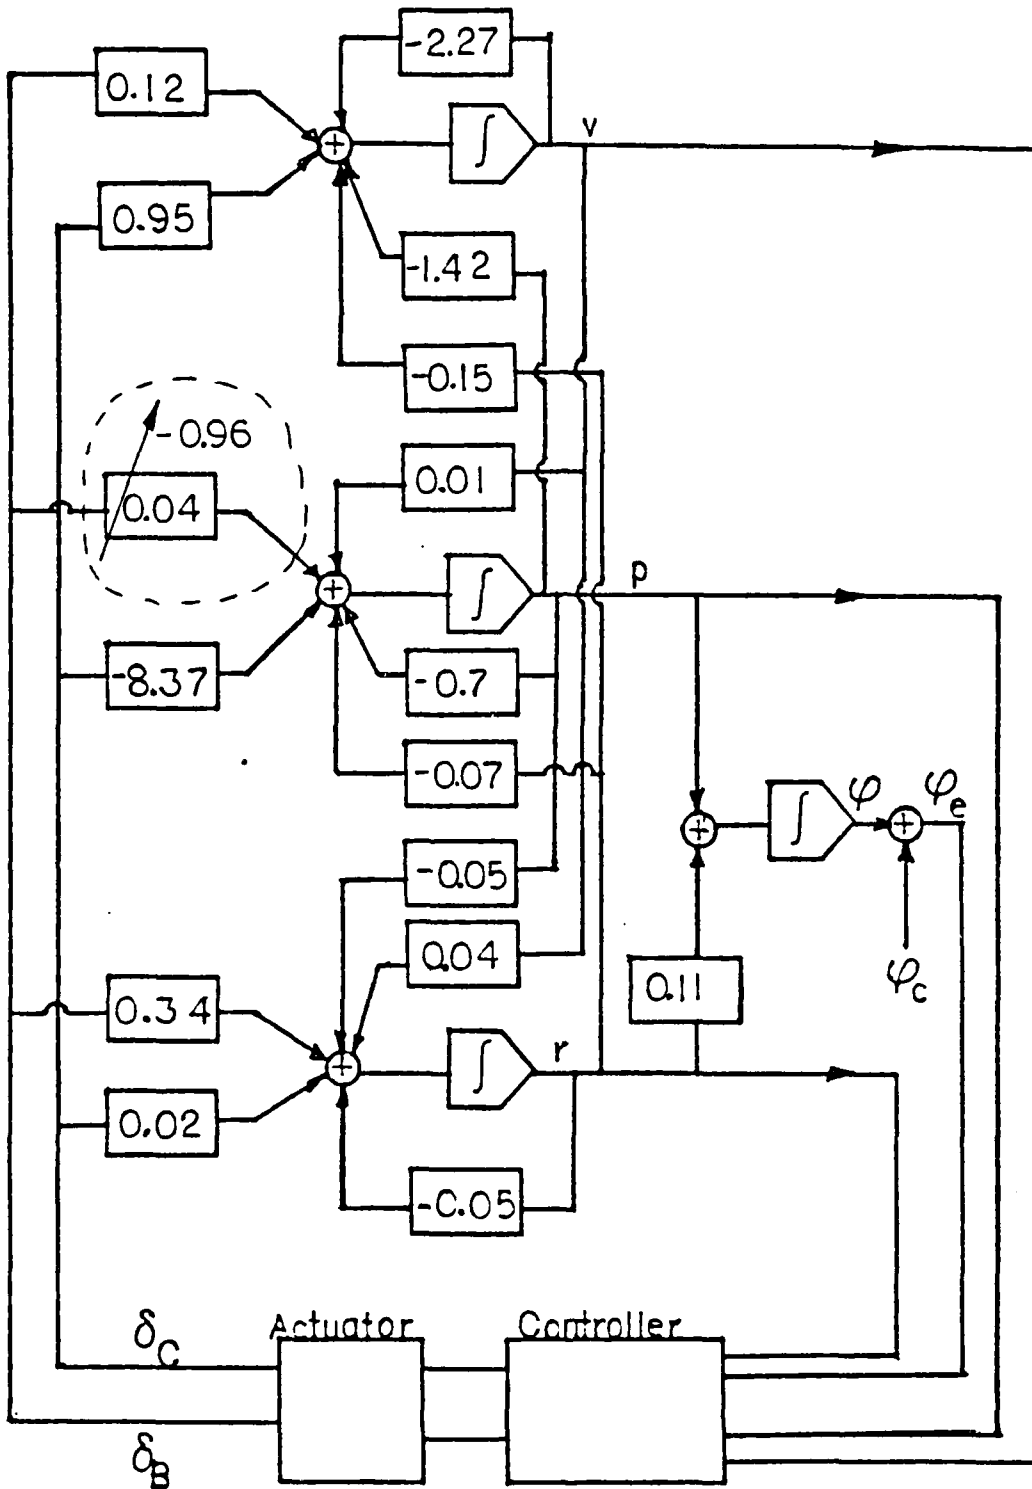 -2.27
0.12
∫
v
+
0.95
-1.42
-0.15
-0.96
0.01
0.04
∫
p
+
-8.37
-0.7
-0.07
∫
φ
φe
+
+
-0.05
0.04
0.11
φc
0.34
∫
r
+
0.02
-0.05
δC
Actuator
Controller
δB